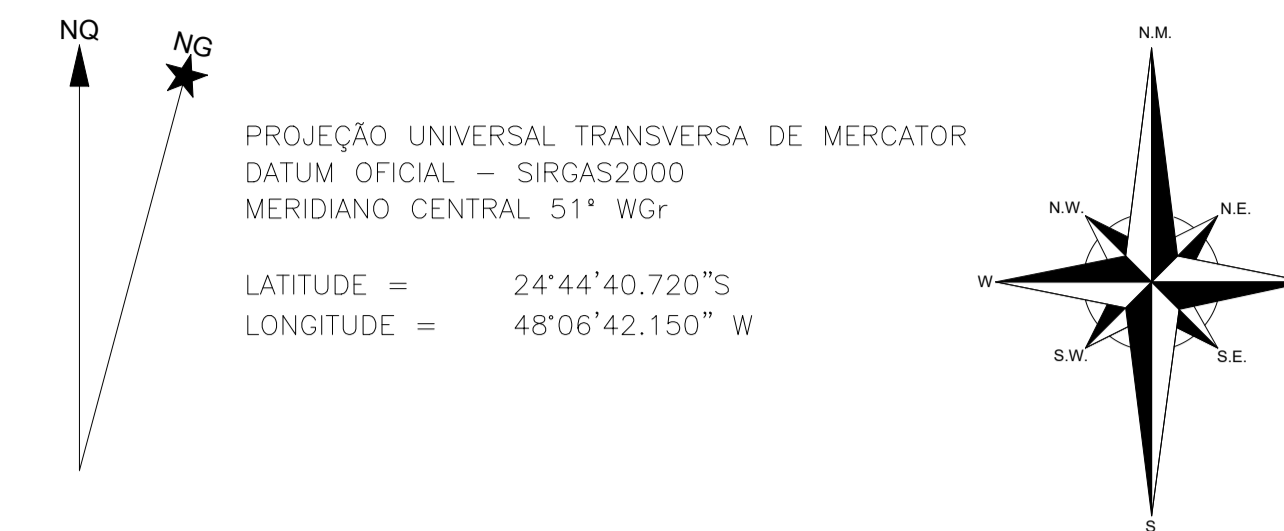 NQ
NG
PROJEÇÃO UNIVERSAL TRANSVERSA DE MERCATOR
DATUM OFICIAL – SIRGAS2000
MERIDIANO CENTRAL 51º WGr
LATITUDE = 24°44'40.720"S
LONGITUDE = 48°06'42.150" W
N.M.
N.W.
N.E.
W
S.W.
S.E.
S